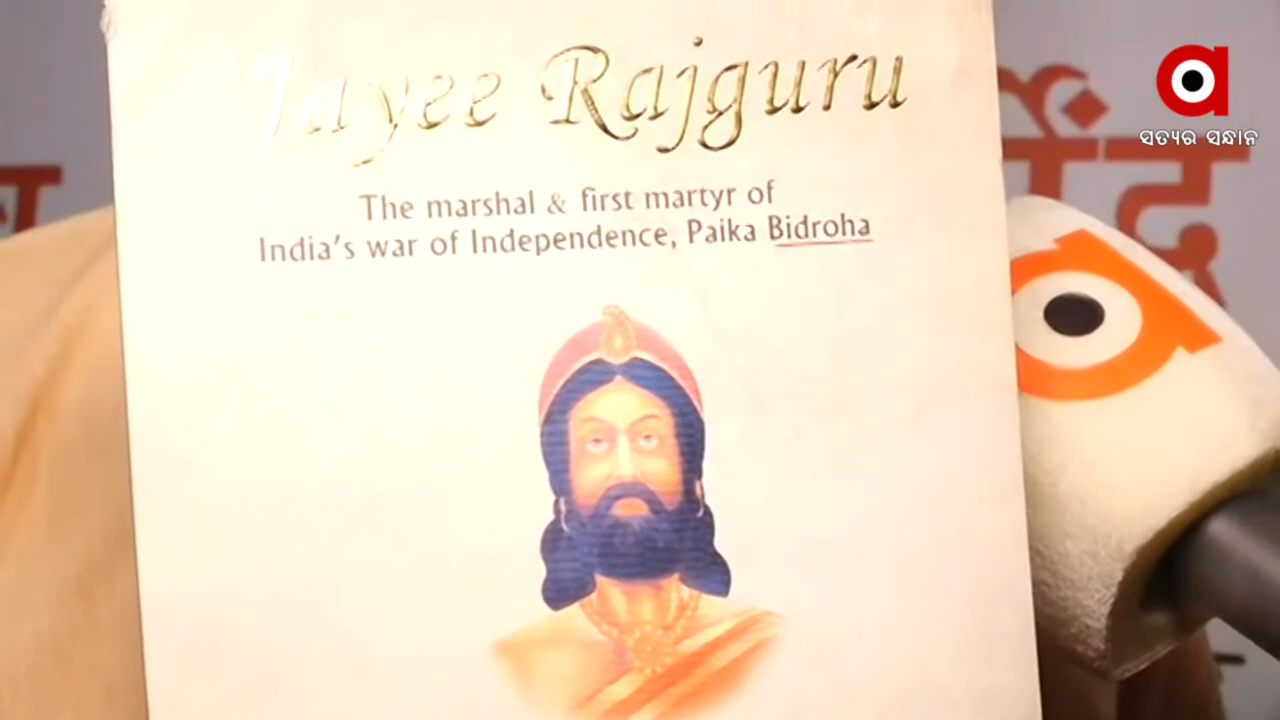 Jayee Rajguru
The marshal & first martyr of
India's war of Independence, Paika Bidroha
ସତ୍ୟର ସନ୍ଧାନ